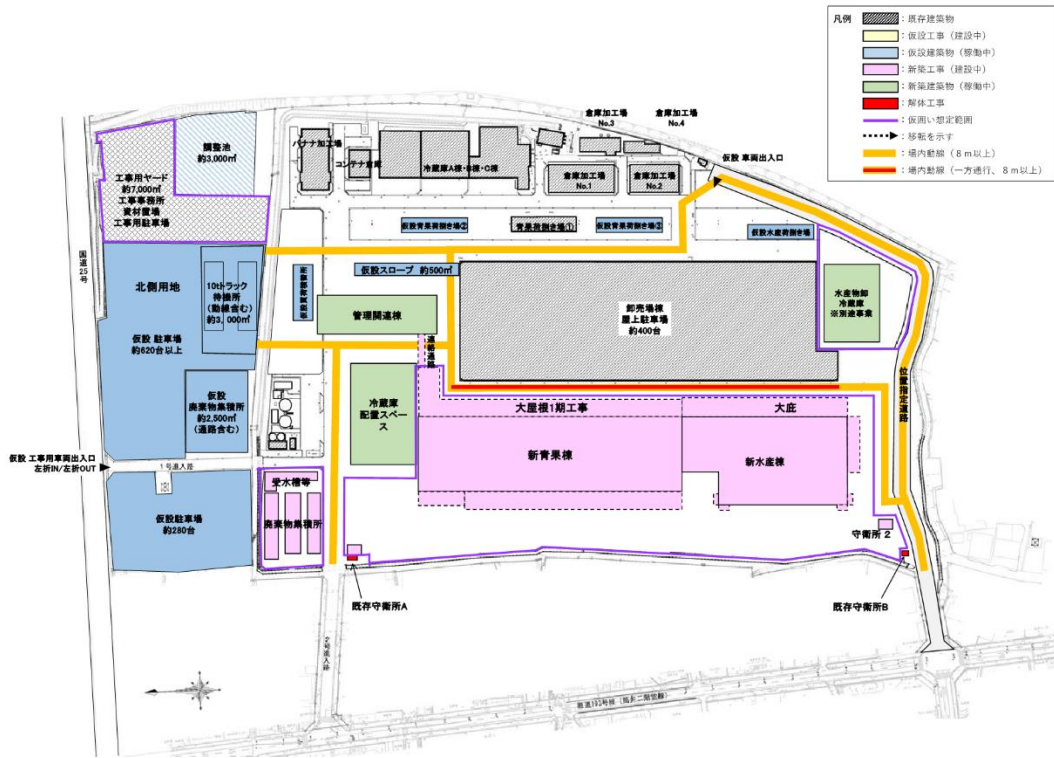 凡例
：既存建築物
：仮設工事（建設中）
：仮設建築物（稼働中）
：新築工事（建設中）
：新築建築物（稼働中）
：解体工事
：仮囲い想定範囲
：移転を示す
：場内動線（８ｍ以上）
：場内動線（一方通行、８ｍ以上）
倉庫加工場
No.3
倉庫加工場
No.4
調整池
約3,000㎡
バナナ加工場
コンテナ倉庫
冷蔵庫A棟・B棟・C棟
倉庫加工場
No.1
倉庫加工場
No.2
仮設 車両出入口
工事用ヤード
約7,000㎡
工事事務所
資材置場
工事用駐車場
仮設青果荷捌き場②
青果荷捌き場①
仮設青果荷捌き場③
仮設水産荷捌き場
国道25号
北側用地
10tトラック
待機所
（動線含む）
約3,000㎡
仮設スロープ 約500㎡
管理関連棟
連絡通路
卸売場棟
屋上駐車場
約400台
水産物卸
冷蔵庫
※別途事業
仮設 駐車場
約620台以上
位置指定道路
仮設
廃棄物集積所
約2,500㎡
（通路含む）
冷蔵庫
配置スペー
ス
大屋根1期工事
大庇
新青果棟
新水産棟
仮設 工事用車両出入口
左折IN/左折OUT
1号進入路
受水槽等
廃棄物集積所
仮設駐車場
約280台
守衛所 2
既存守衛所A
既存守衛所B
2号進入路